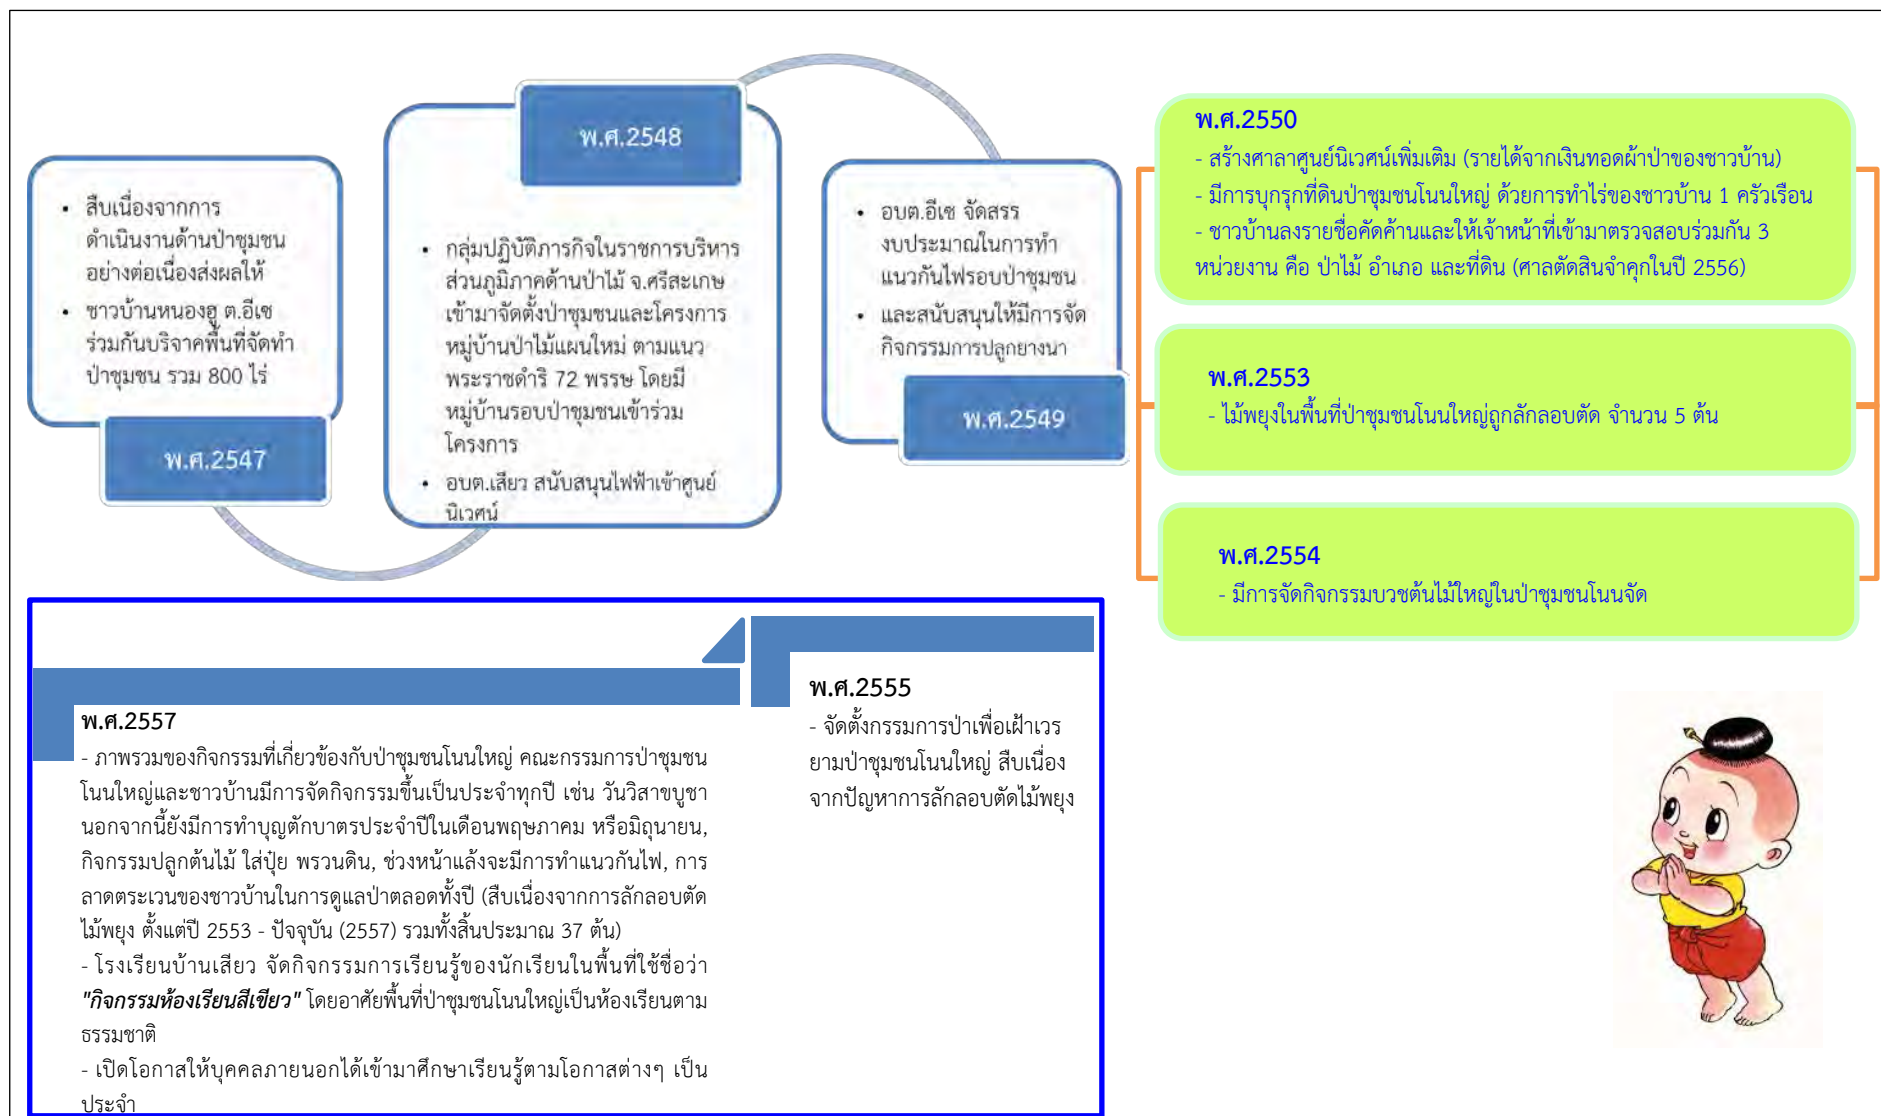 • สืบเนื่องจากการ
ดำเนินงานด้านป่าชุมชน
อย่างต่อเนื่องส่งผลให้
• ชาวบ้านหนองฮู ต.อีเซ
ร่วมกันบริจาคพื้นที่จัดทำ
ป่าชุมชน รวม 800 ไร่
พ.ศ.2547
พ.ศ.2548
• กลุ่มปฏิบัติภารกิจในราชการบริหาร
ส่วนภูมิภาคด้านป่าไม้ จ.ศรีสะเกษ
เข้ามาจัดตั้งป่าชุมชนและโครงการ
หมู่บ้านป่าไม้แผนใหม่ ตามแนว
พระราชดำริ 72 พรรษ โดยมี
หมู่บ้านรอบป่าชุมชนเข้าร่วม
โครงการ
• อบต.เสียว สนับสนุนไฟฟ้าเข้าศูนย์
นิเวศน์
• อบต.อีเซ จัดสรร
งบประมาณในการทำ
แนวกันไฟรอบป่าชุมชน
• และสนับสนุนให้มีการจัด
กิจกรรมการปลูกยางนา
พ.ศ.2549
พ.ศ.2550
- สร้างศาลาศูนย์นิเวศน์เพิ่มเติม (รายได้จากเงินทอดผ้าป่าของชาวบ้าน)
- มีการบุกรุกที่ดินป่าชุมชนโนนใหญ่ ด้วยการทำไร่ของชาวบ้าน 1 ครัวเรือน
- ชาวบ้านลงรายชื่อคัดค้านและให้เจ้าหน้าที่เข้ามาตรวจสอบร่วมกัน 3
หน่วยงาน คือ ป่าไม้ อำเภอ และที่ดิน (ศาลตัดสินจำคุกในปี 2556)
พ.ศ.2553
- ไม้พยุงในพื้นที่ป่าชุมชนโนนใหญ่ถูกลักลอบตัด จำนวน 5 ต้น
พ.ศ.2554
- มีการจัดกิจกรรมบวชต้นไม้ใหญ่ในป่าชุมชนโนนจัด
พ.ศ.2555
- จัดตั้งกรรมการป่าเพื่อเฝ้าเวร
ยามป่าชุมชนโนนใหญ่ สืบเนื่อง
จากปัญหาการลักลอบตัดไม้พยุง
พ.ศ.2557
- ภาพรวมของกิจกรรมที่เกี่ยวข้องกับป่าชุมชนโนนใหญ่ คณะกรรมการป่าชุมชน
โนนใหญ่และชาวบ้านมีการจัดกิจกรรมขึ้นเป็นประจำทุกปี เช่น วันวิสาขบูชา
นอกจากนี้ยังมีการทำบุญตักบาตรประจำปีในเดือนพฤษภาคม หรือมิถุนายน,
กิจกรรมปลูกต้นไม้ ใส่ปุ๋ย พรวนดิน, ช่วงหน้าแล้งจะมีการทำแนวกันไฟ, การ
ลาดตระเวนของชาวบ้านในการดูแลป่าตลอดทั้งปี (สืบเนื่องจากการลักลอบตัด
ไม้พยุง ตั้งแต่ปี 2553 - ปัจจุบัน (2557) รวมทั้งสิ้นประมาณ 37 ต้น)
- โรงเรียนบ้านเสียว จัดกิจกรรมการเรียนรู้ของนักเรียนในพื้นที่ใช้ชื่อว่า
"กิจกรรมห้องเรียนสีเขียว" โดยอาศัยพื้นที่ป่าชุมชนโนนใหญ่เป็นห้องเรียนตาม
ธรรมชาติ
- เปิดโอกาสให้บุคคลภายนอกได้เข้ามาศึกษาเรียนรู้ตามโอกาสต่างๆ เป็น
ประจำ